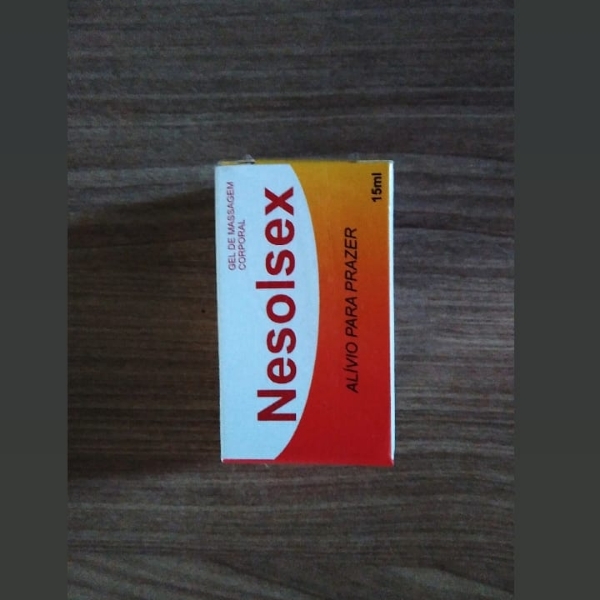 GEL DE MASSAGEM
CORPORAL
Nesolsex
ALÍVIO PARA PRAZER
15ml